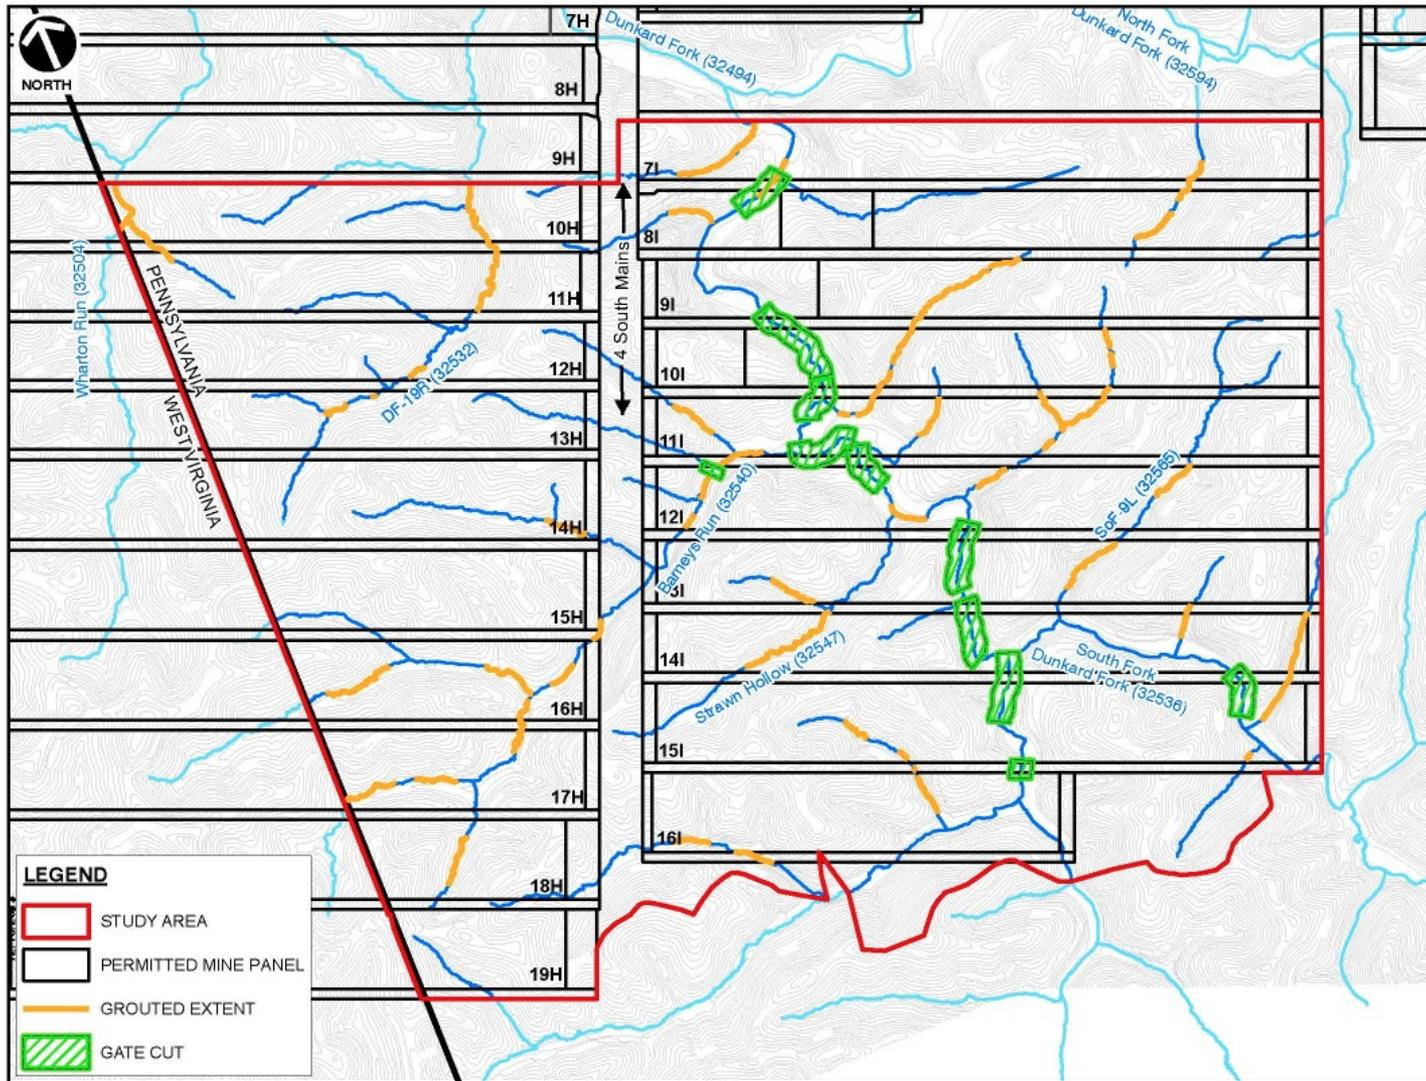 7H
Dunkard Fork (32494)
North Fork
Dunkard Fork (32594)
NORTH
8H
9H
7I
10H
8I
Wharton Run (32504)
PENNSYLVANIA
WEST VIRGINIA
11H
4 South Mains
9I
12H
10I
DF-19R (32532)
13H
11I
Barneys Run (32540)
SoF-9L (32565)
14H
12I
13I
15H
14I
Strawn Hollow (32547)
South Fork
Dunkard Fork (32536)
16H
15I
17H
16I
18H
19H
LEGEND
STUDY AREA
PERMITTED MINE PANEL
GROUTED EXTENT
GATE CUT